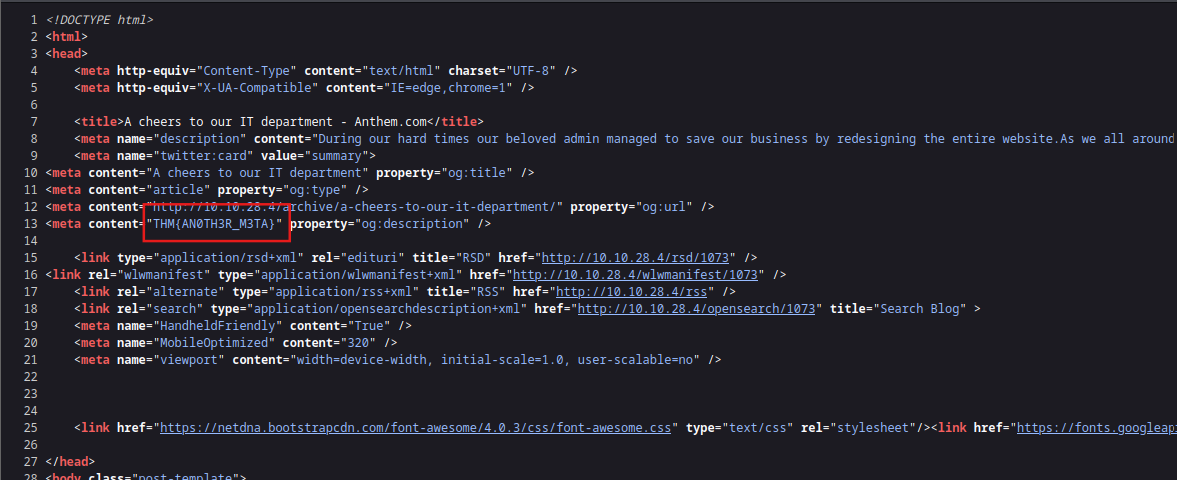 1 <!DOCTYPE html>
2 <html>
3 <head>
4 <meta http-equiv="Content-Type" content="text/html" charset="UTF-8" />
5 <meta http-equiv="X-UA-Compatible" content="IE=edge,chrome=1" />
6
7 <title>A cheers to our IT department - Anthem.com</title>
8 <meta name="description" content="During our hard times our beloved admin managed to save our business by redesigning the entire website.As we all around
9 <meta name="twitter:card" value="summary">
10 <meta content="A cheers to our IT department" property="og:title" />
11 <meta content="article" property="og:type" />
12 <meta content="http://10.10.28.4/archive/a-cheers-to-our-it-department/" property="og:url" />
13 <meta content="THM{AN0TH3R_M3TA}" property="og:description" />
14
15 <link type="application/rsd+xml" rel="edituri" title="RSD" href="http://10.10.28.4/rsd/1073" />
16 <link rel="wlwmanifest" type="application/wlwmanifest+xml" href="http://10.10.28.4/wlwmanifest/1073" />
17 <link rel="alternate" type="application/rss+xml" title="RSS" href="http://10.10.28.4/rss" />
18 <link rel="search" type="application/opensearchdescription+xml" href="http://10.10.28.4/opensearch/1073" title="Search Blog" >
19 <meta name="HandheldFriendly" content="True" />
20 <meta name="MobileOptimized" content="320" />
21 <meta name="viewport" content="width=device-width, initial-scale=1.0, user-scalable=no" />
22
23
24
25 <link href="https://netdna.bootstrapcdn.com/font-awesome/4.0.3/css/font-awesome.css" type="text/css" rel="stylesheet"/><link href="https://fonts.googleapi
26
27 </head>
28 <body class="post-template">